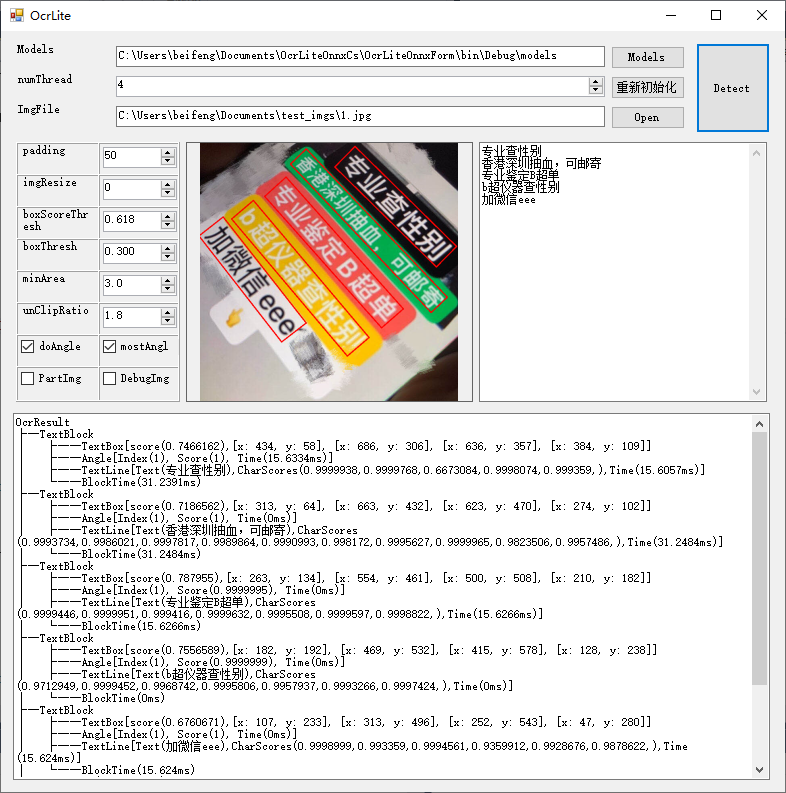 OcrLite
Models
C:\Users\beifeng\Documents\OcrLiteOnnxCs\OcrLiteOnnxForm\bin\Debug\models
Models
numThread
4
重新初始化
Detect
ImgFile
C:\Users\beifeng\Documents\test_imgs\1.jpg
Open
padding
50
imgResize
0
boxScoreThr
esh
0.618
boxThresh
0.300
minArea
3.0
unClipRatio
1.8
doAngle
mostAngl
PartImg
DebugImg
专业查性别
香港深圳抽血,可邮寄
专业鉴定B超单
b超仪器查性别
加微信eee
专业查性别
香港深圳抽血,可邮寄
专业鉴定B超单
b超仪器查性别
加微信eee
OcrResult
├─TextBlock
│ ├──TextBox[score(0.7466162),[x: 434, y: 58], [x: 686, y: 306], [x: 636, y: 357], [x: 384, y: 109]]
│ ├──Angle[Index(1), Score(1), Time(15.6334ms)]
│ ├──TextLine[Text(专业查性别),CharScores(0.9999938,0.9999768,0.6673084,0.9998074,0.999359,),Time(15.6057ms)]
│ └──BlockTime(31.2391ms)
├─TextBlock
│ ├──TextBox[score(0.7186562),[x: 313, y: 64], [x: 663, y: 432], [x: 623, y: 470], [x: 274, y: 102]]
│ ├──Angle[Index(1), Score(1), Time(0ms)]
│ ├──TextLine[Text(香港深圳抽血,可邮寄),CharScores
(0.9993734,0.9986021,0.9997817,0.9989864,0.9990993,0.998172,0.9995627,0.9999965,0.9823506,0.9957486,),Time(31.2484ms)]
│ └──BlockTime(31.2484ms)
├─TextBlock
│ ├──TextBox[score(0.787955),[x: 263, y: 134], [x: 554, y: 461], [x: 500, y: 508], [x: 210, y: 182]]
│ ├──Angle[Index(1), Score(0.9999995), Time(0ms)]
│ ├──TextLine[Text(专业鉴定B超单),CharScores
(0.9999446,0.9999951,0.999416,0.9999632,0.9995508,0.9999597,0.9998822,),Time(15.6266ms)]
│ └──BlockTime(15.6266ms)
├─TextBlock
│ ├──TextBox[score(0.7556589),[x: 182, y: 192], [x: 469, y: 532], [x: 415, y: 578], [x: 128, y: 238]]
│ ├──Angle[Index(1), Score(0.9999999), Time(0ms)]
│ ├──TextLine[Text(b超仪器查性别),CharScores
(0.9712949,0.9999452,0.9968742,0.9995806,0.9957937,0.9993266,0.9997424,),Time(0ms)]
│ └──BlockTime(0ms)
├─TextBlock
│ ├──TextBox[score(0.6760671),[x: 107, y: 233], [x: 313, y: 496], [x: 252, y: 543], [x: 47, y: 280]]
│ ├──Angle[Index(1), Score(1), Time(0ms)]
│ ├──TextLine[Text(加微信eee),CharScores(0.9998999,0.993359,0.9994561,0.9359912,0.9928676,0.9878622,),Time
(15.624ms)]
│ └──BlockTime(15.624ms)